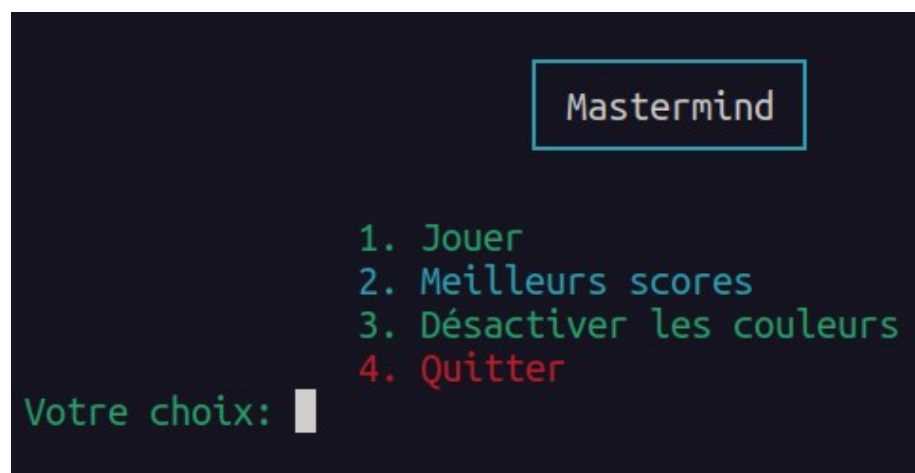 Mastermind
1. Jouer
2. Meilleurs scores
3. Désactiver les couleurs
4. Quitter
Votre choix: